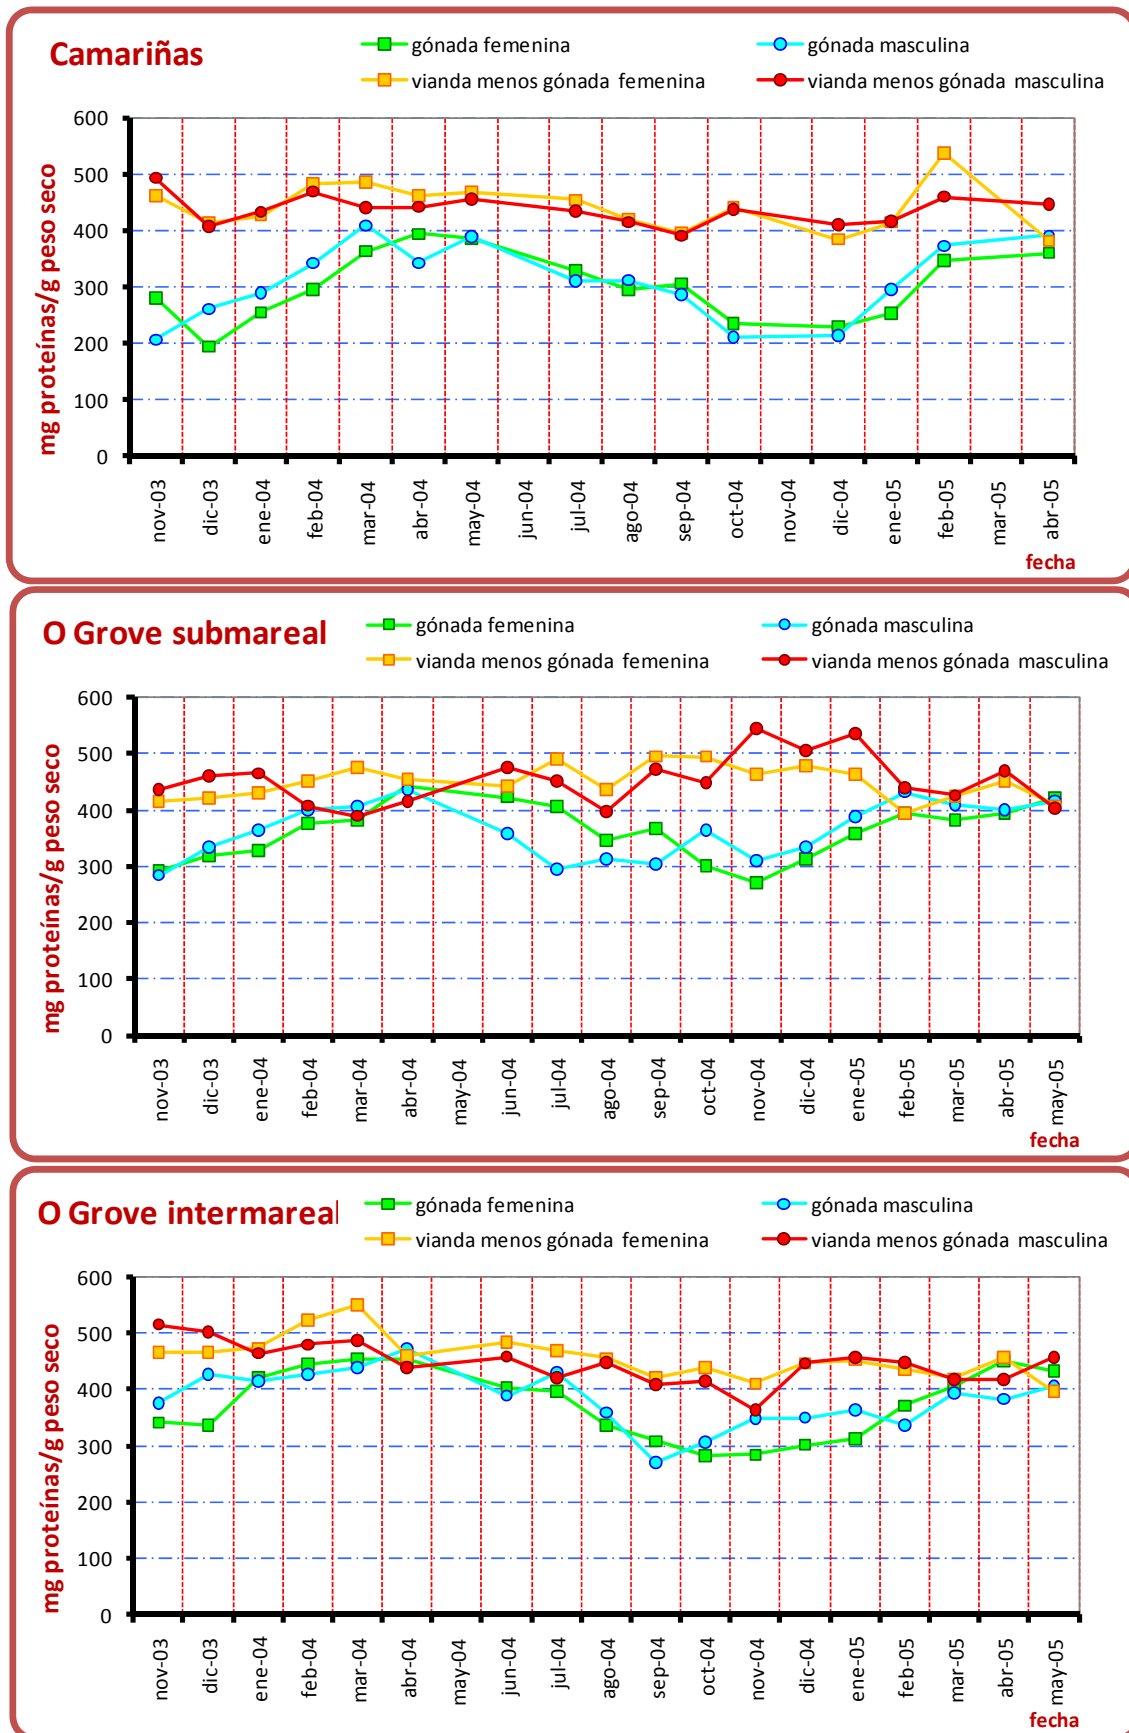 Camariñas
gónada femenina gónada masculina
vianda menos gónada femenina vianda menos gónada masculina
mg proteínas/g peso seco
600
500
400
300
200
100
0
nov-03 dic-03 ene-04 feb-04 mar-04 abr-04 may-04 jun-04 jul-04 ago-04 sep-04 oct-04 nov-04 dic-04 ene-05 feb-05 mar-05 abr-05
fecha
O Grove submareal
gónada femenina gónada masculina
vianda menos gónada femenina vianda menos gónada masculina
mg proteínas/g peso seco
600
500
400
300
200
100
0
nov-03 dic-03 ene-04 feb-04 mar-04 abr-04 may-04 jun-04 jul-04 ago-04 sep-04 oct-04 nov-04 dic-04 ene-05 feb-05 mar-05 abr-05 may-05
fecha
O Grove intermareal
gónada femenina gónada masculina
vianda menos gónada femenina vianda menos gónada masculina
mg proteínas/g peso seco
600
500
400
300
200
100
0
nov-03 dic-03 ene-04 feb-04 mar-04 abr-04 may-04 jun-04 jul-04 ago-04 sep-04 oct-04 nov-04 dic-04 ene-05 feb-05 mar-05 abr-05 may-05
fecha